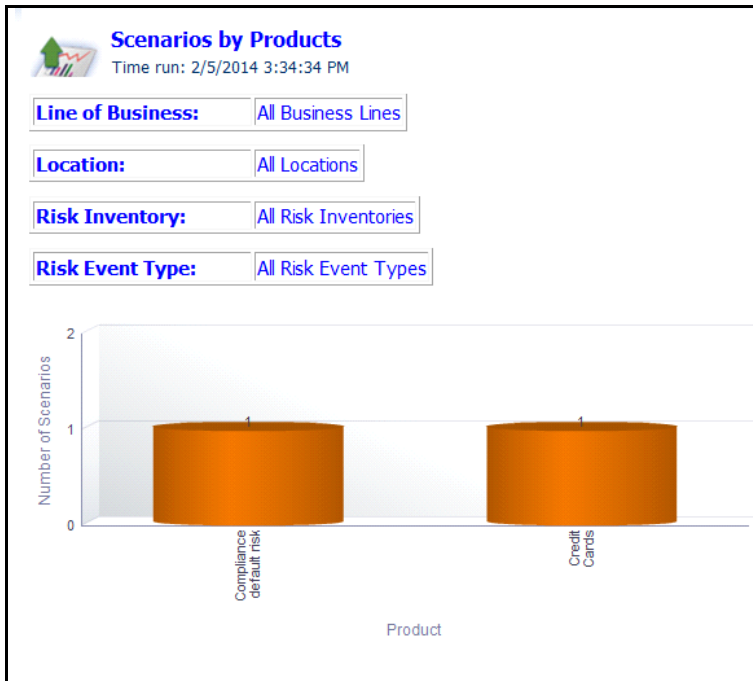 Scenarios by Products
Time run: 2/5/2014 3:34:34 PM
Line of Business: All Business Lines
Location: All Locations
Risk Inventory: All Risk Inventories
Risk Event Type: All Risk Event Types
Number of Scenarios
2
1
0
1
1
Compliance
default risk
Credit
Cards
Product